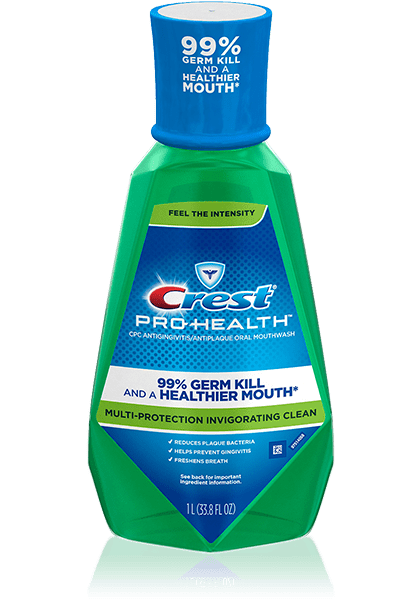 99%
GERM KILL
AND A
HEALTHIER
MOUTH*
FEEL THE INTENSITY
Crest®
PRO-HEALTH™
CPC ANTIGINGIVITIS/ANTIPLAQUE ORAL MOUTHWASH
99% GERM KILL
AND A HEALTHIER MOUTH*
MULTI-PROTECTION INVIGORATING CLEAN
✓ REDUCES PLAQUE BACTERIA
✓ HELPS PREVENT GINGIVITIS
✓ FRESHENS BREATH
See back for important
ingredient information.
1 L (33.8 FL OZ)